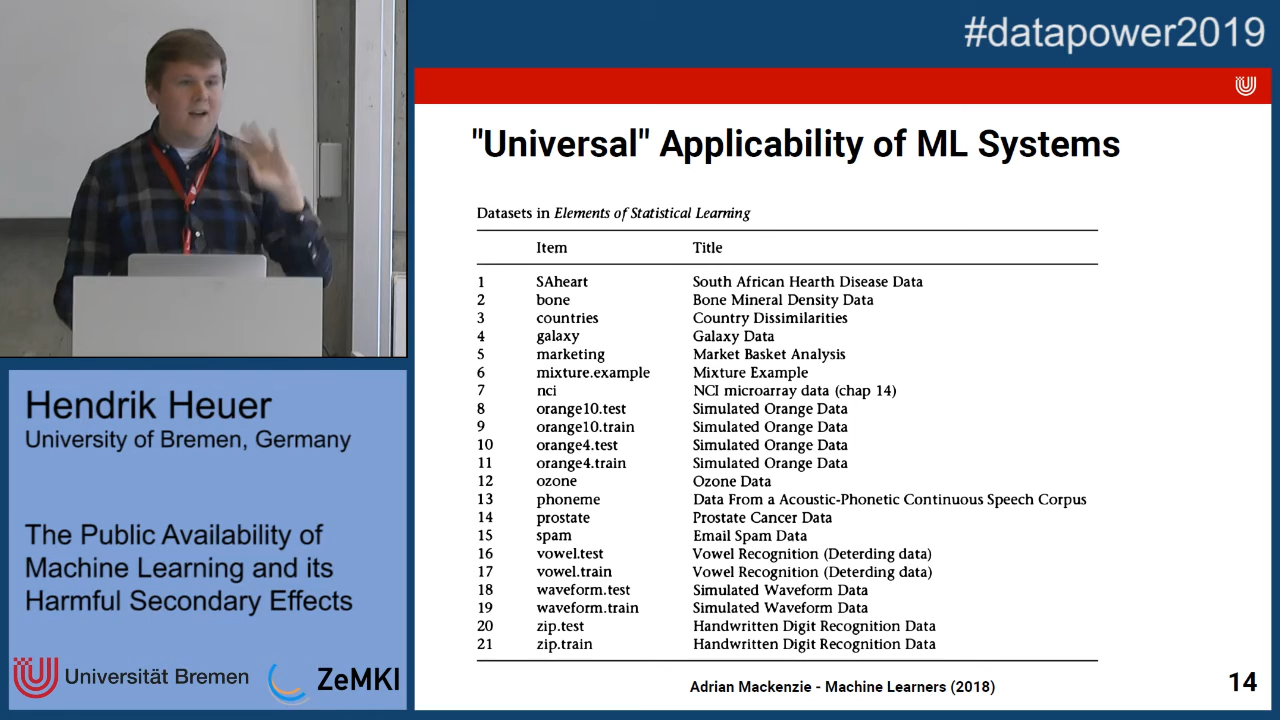 #datapower2019
"Universal" Applicability of ML Systems
Datasets in Elements of Statistical Learning
Item Title
1 SAheart South African Hearth Disease Data
2 bone Bone Mineral Density Data
3 countries Country Dissimilarities
4 galaxy Galaxy Data
5 marketing Market Basket Analysis
6 mixture.example Mixture Example
7 nci NCI microarray data (chap 14)
8 orange10.test Simulated Orange Data
9 orange10.train Simulated Orange Data
10 orange4.test Simulated Orange Data
11 orange4.train Simulated Orange Data
12 ozone Ozone Data
13 phoneme Data From a Acoustic-Phonetic Continuous Speech Corpus
14 prostate Prostate Cancer Data
15 spam Email Spam Data
16 vowel.test Vowel Recognition (Deterding data)
17 vowel.train Vowel Recognition (Deterding data)
18 waveform.test Simulated Waveform Data
19 waveform.train Simulated Waveform Data
20 zip.test Handwritten Digit Recognition Data
21 zip.train Handwritten Digit Recognition Data
Adrian Mackenzie - Machine Learners (2018)
14
Hendrik Heuer
University of Bremen, Germany
The Public Availability of
Machine Learning and its
Harmful Secondary Effects
Universität Bremen
ZeMKI